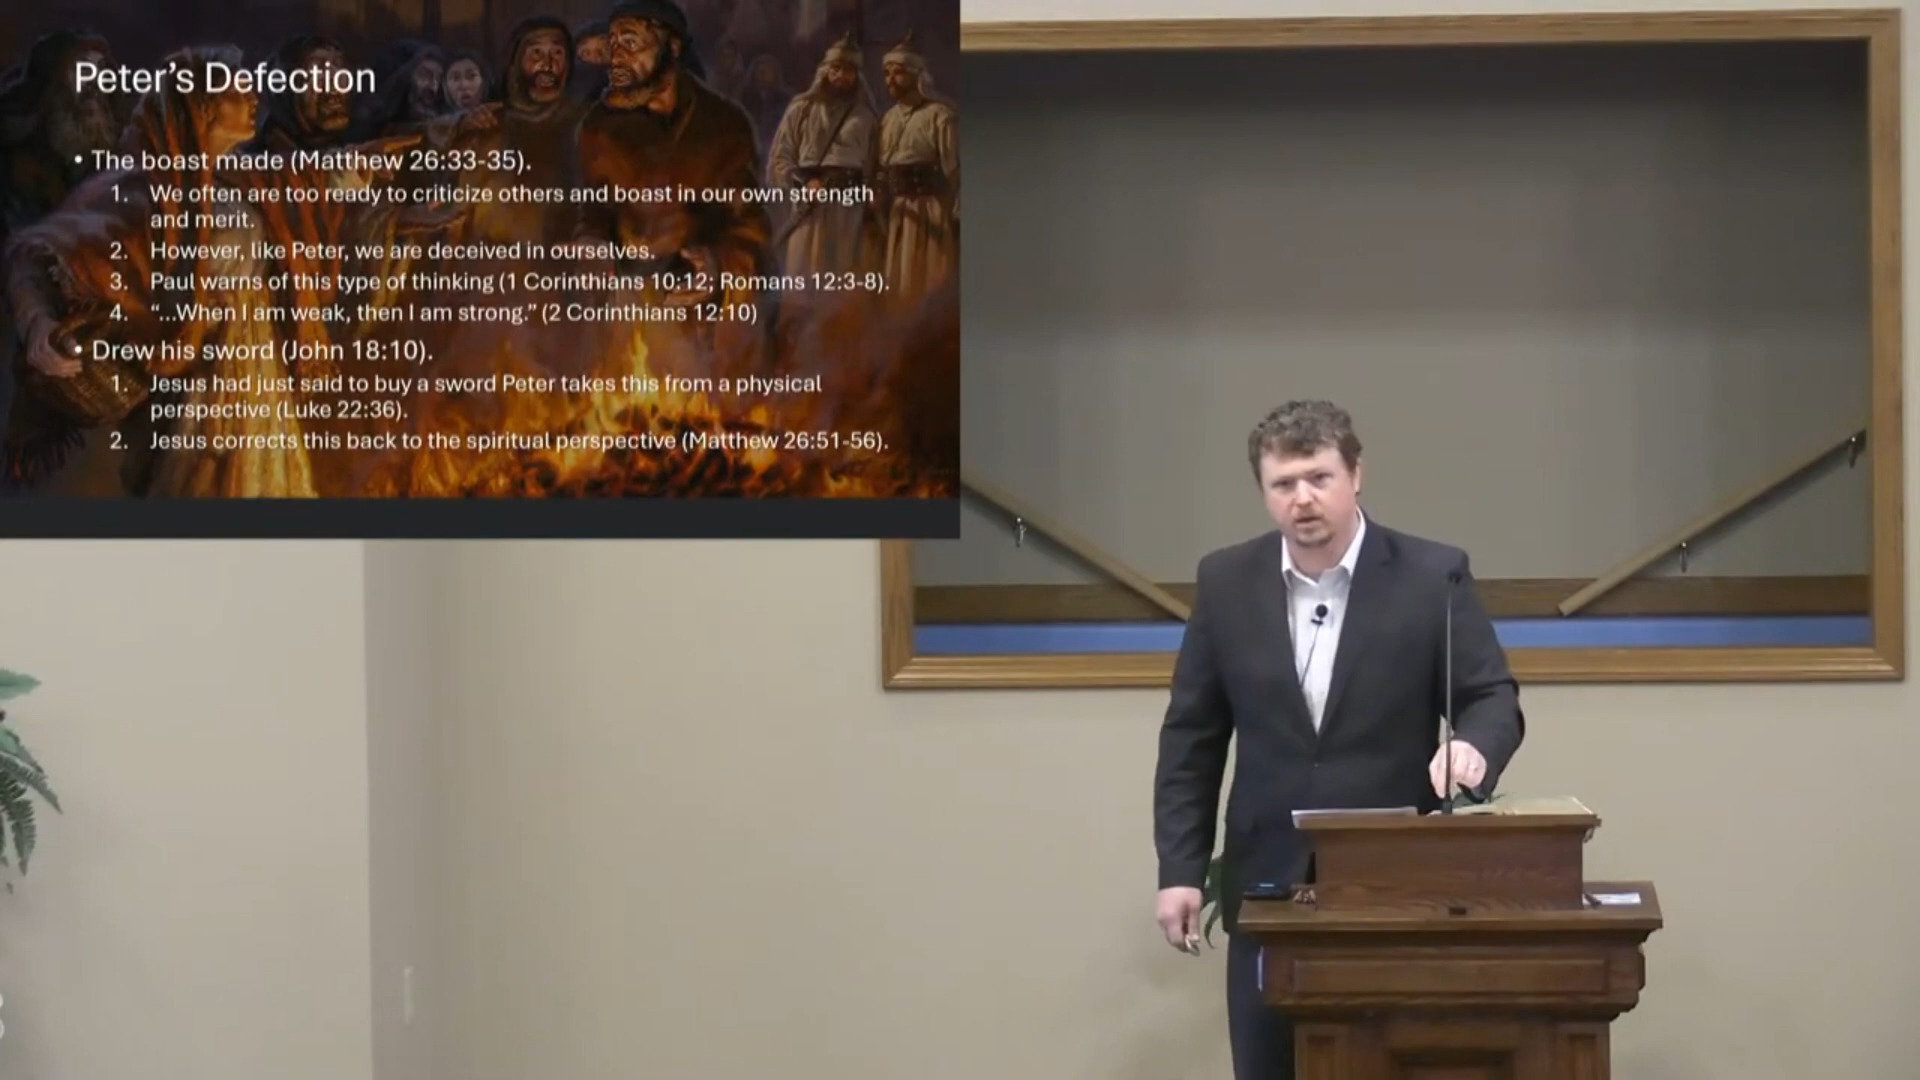 Peter's Defection
• The boast made (Matthew 26:33-35).
1. We often are too ready to criticize others and boast in our own strength
and merit.
2. However, like Peter, we are deceived in ourselves.
3. Paul warns of this type of thinking (1 Corinthians 10:12; Romans 12:3-8).
4. “...When I am weak, then I am strong.” (2 Corinthians 12:10)
• Drew his sword (John 18:10).
1. Jesus had just said to buy a sword Peter takes this from a physical
perspective (Luke 22:36).
2. Jesus corrects this back to the spiritual perspective (Matthew 26:51-56).